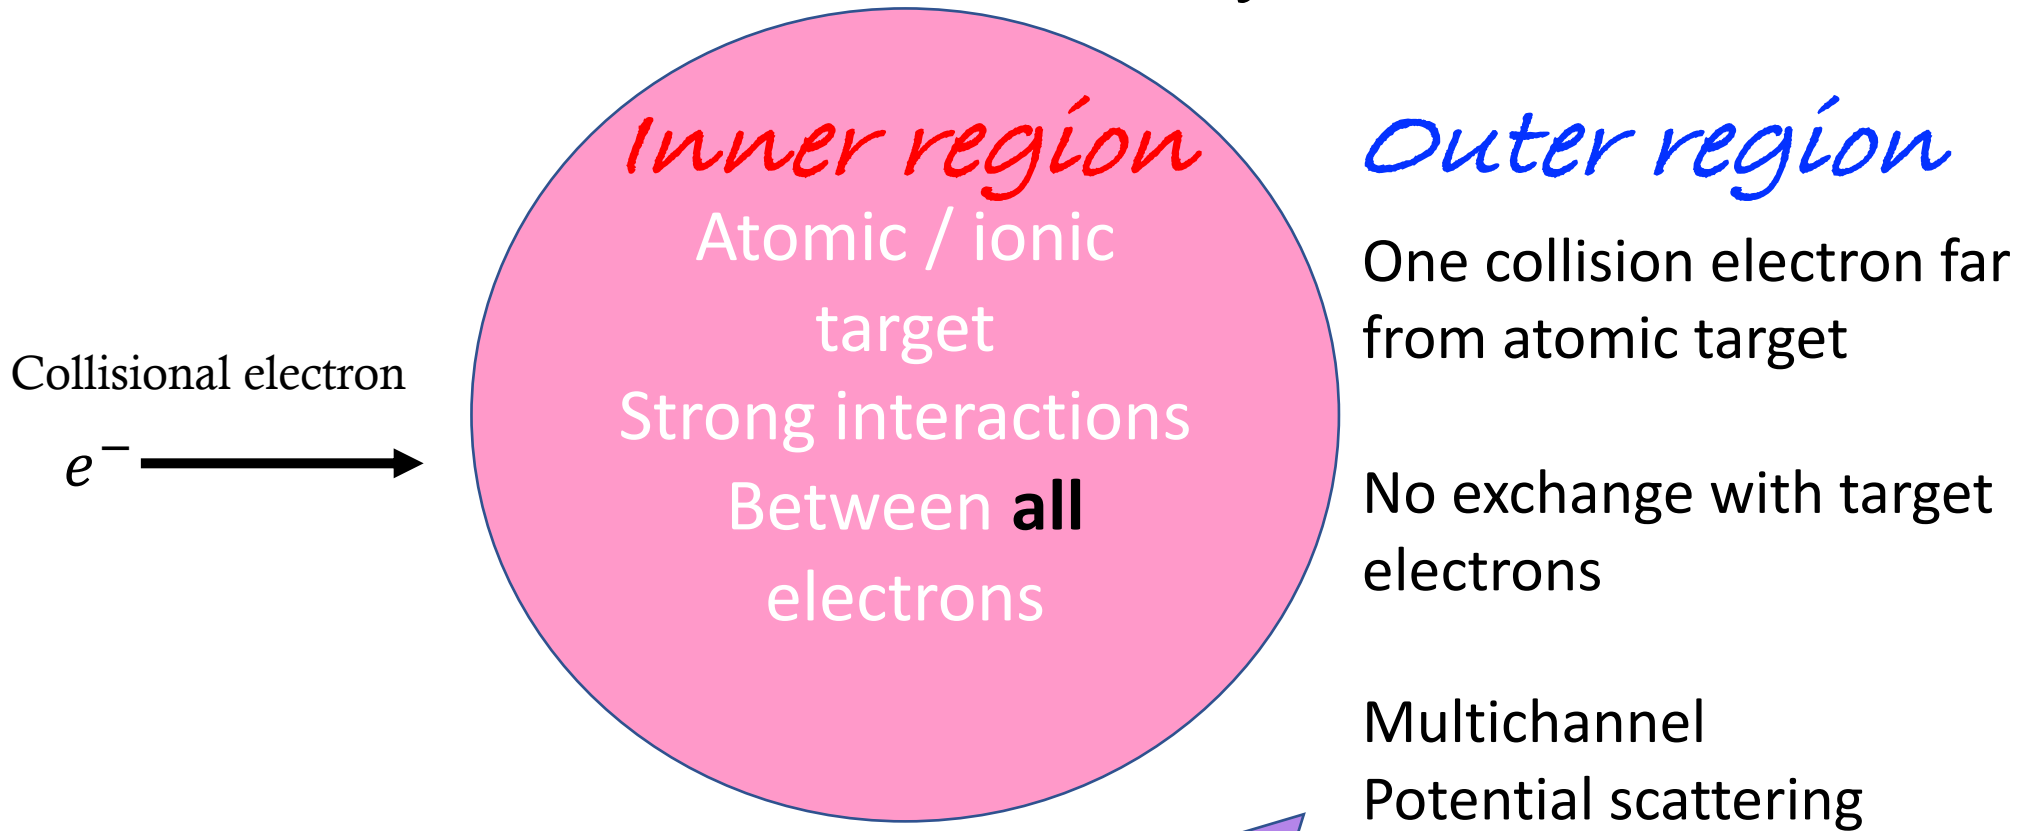 Collisional electron
e⁻
Inner region
Atomic / ionic
target
Strong interactions
Between all
electrons
Outer region
One collision electron far
from atomic target
No exchange with target
electrons
Multichannel
Potential scattering